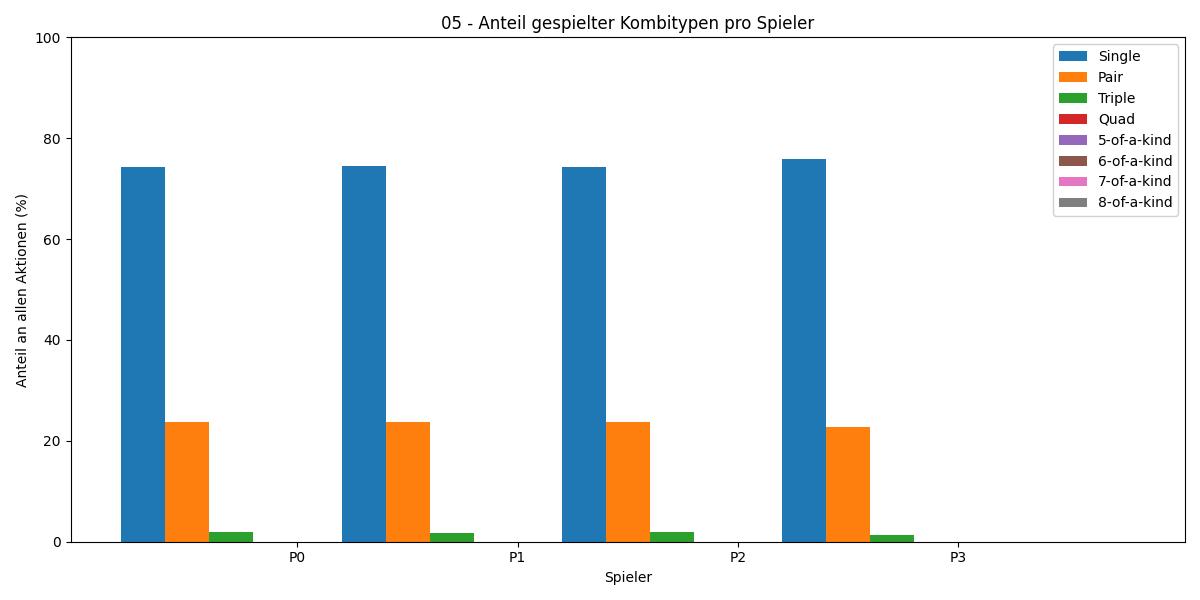 05 - Anteil gespielter Kombitypen pro Spieler
100
80
60
40
20
0
Anteil an allen Aktionen (%)
Single
Pair
Triple
Quad
5-of-a-kind
6-of-a-kind
7-of-a-kind
8-of-a-kind
P0 P1 P2 P3
Spieler